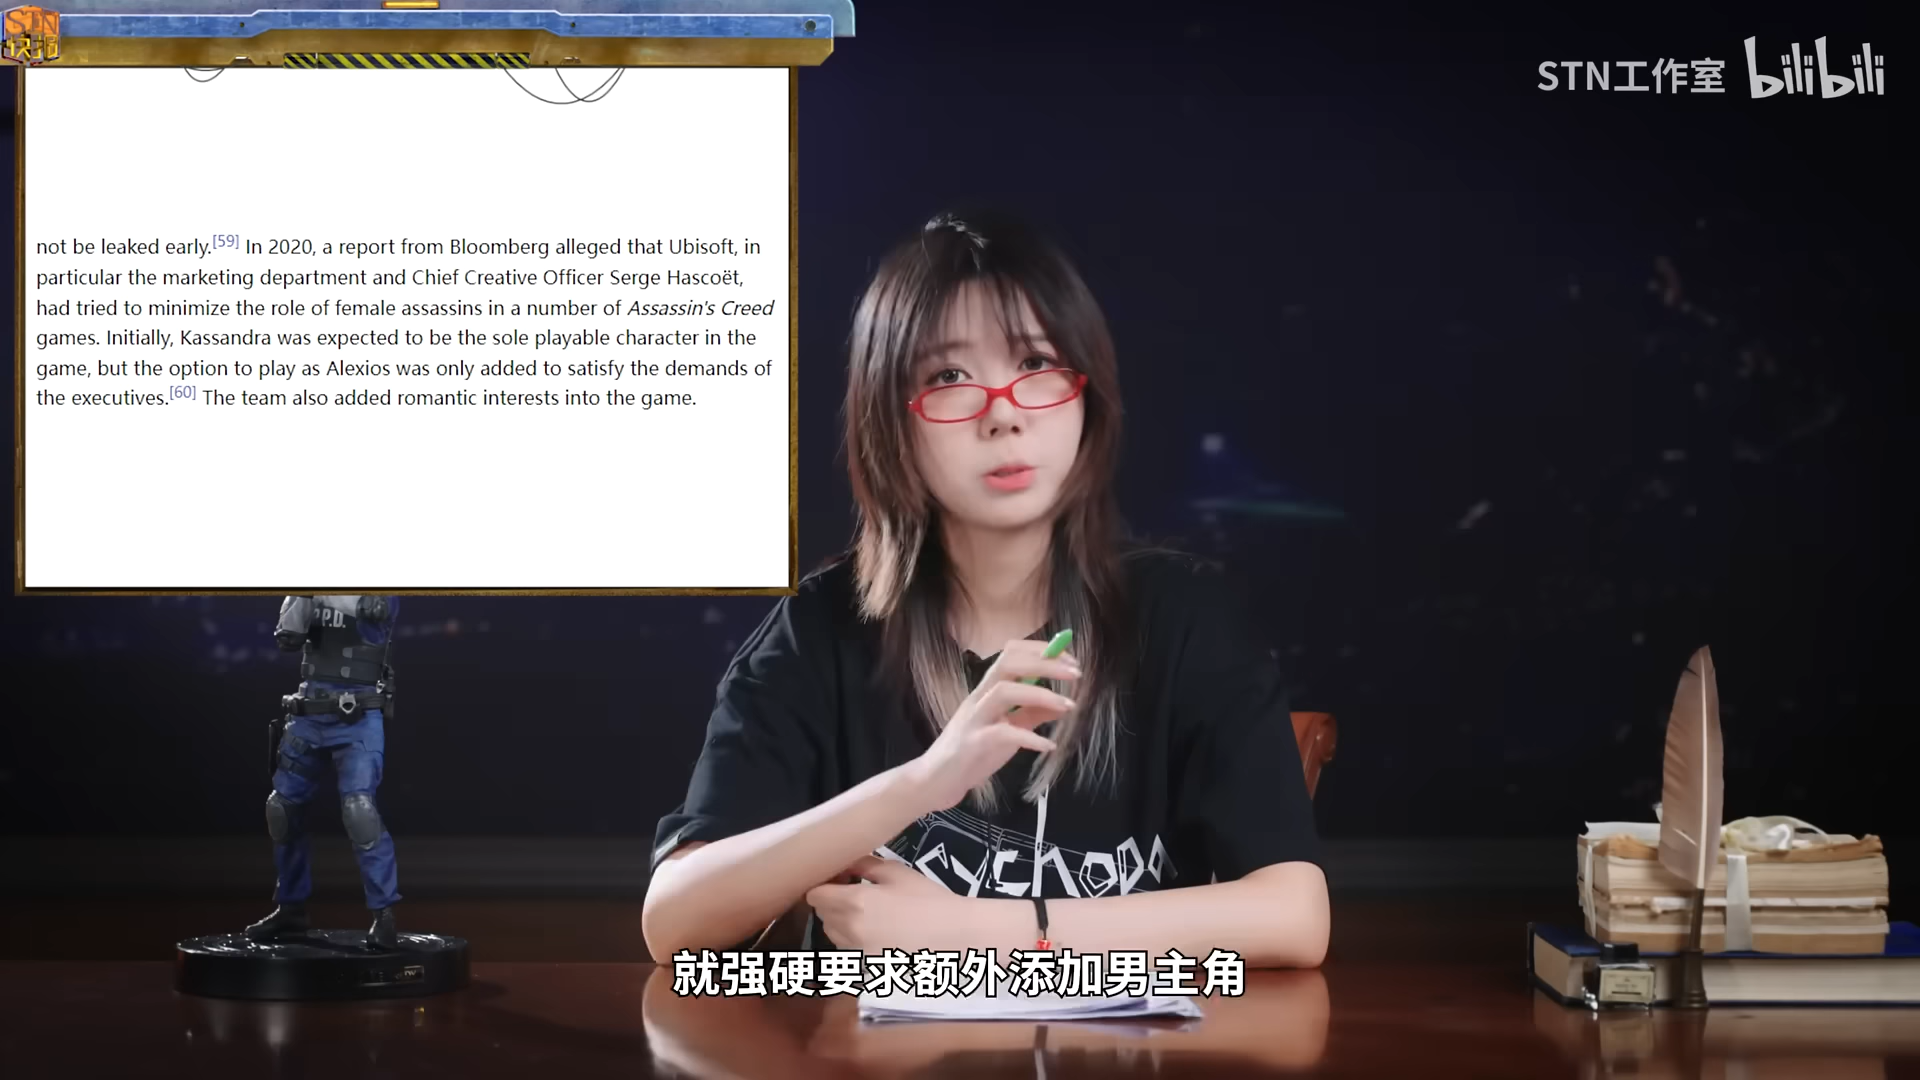 STN
快报
STN工作室 bilibili
not be leaked early.[59] In 2020, a report from Bloomberg alleged that Ubisoft, in
particular the marketing department and Chief Creative Officer Serge Hascoët,
had tried to minimize the role of female assassins in a number of Assassin's Creed
games. Initially, Kassandra was expected to be the sole playable character in the
game, but the option to play as Alexios was only added to satisfy the demands of
the executives.[60] The team also added romantic interests into the game.
P.D.
就强硬要求额外添加男主角